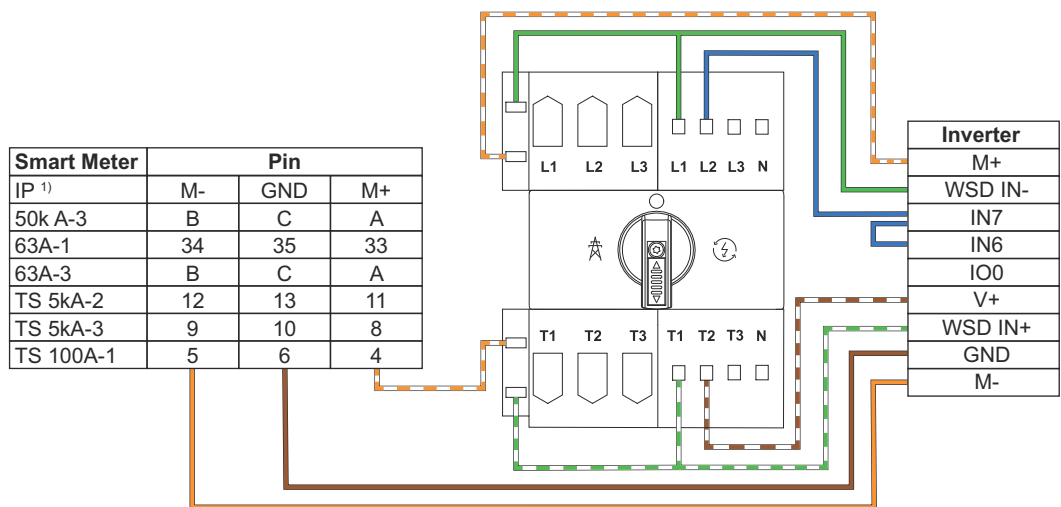 Smart Meter Pin
IP 1) M- GND M+
50k A-3 B C A
63A-1 34 35 33
63A-3 B C A
TS 5kA-2 12 13 11
TS 5kA-3 9 10 8
TS 100A-1 5 6 4
L1 L2 L3 L1 L2 L3 N
T1 T2 T3 T1 T2 T3 N
Inverter
M+
WSD IN-
IN7
IN6
IO0
V+
WSD IN+
GND
M-